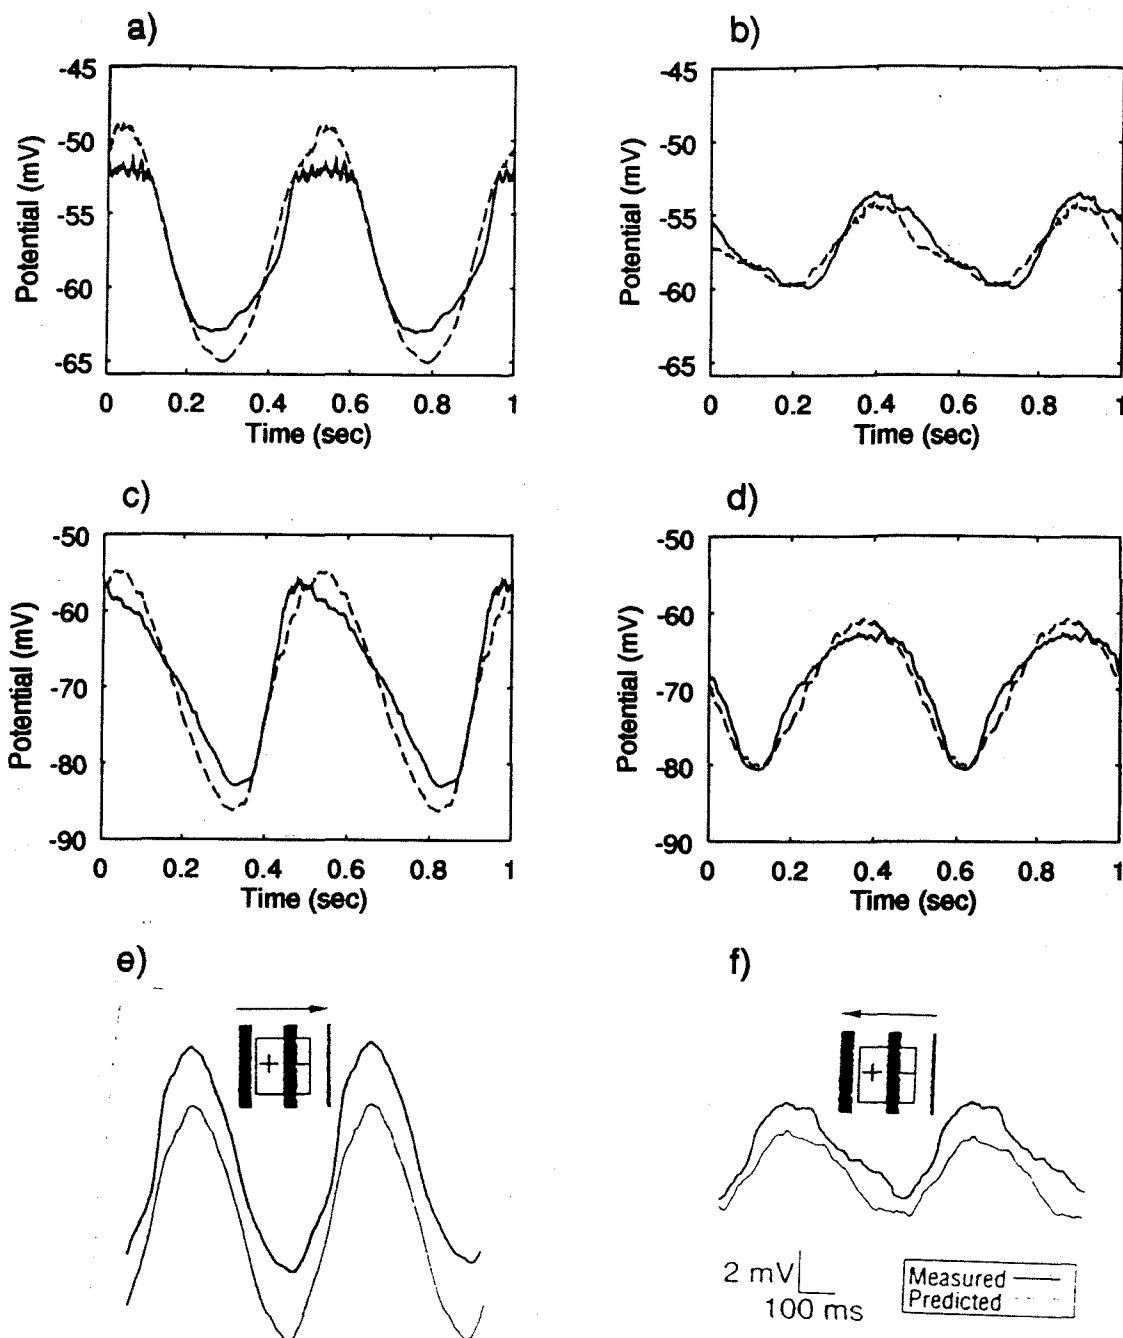 a)
b)
-45
-50
-55
-60
-65
Potential (mV)
0 0.2 0.4 0.6 0.8 1
Time (sec)
-45
-50
-55
-60
-65
Potential (mV)
0 0.2 0.4 0.6 0.8 1
Time (sec)
c)
d)
-50
-60
-70
-80
-90
Potential (mV)
0 0.2 0.4 0.6 0.8 1
Time (sec)
-50
-60
-70
-80
-90
Potential (mV)
0 0.2 0.4 0.6 0.8 1
Time (sec)
e)
f)
+
+
2 mV
100 ms
Measured
Predicted